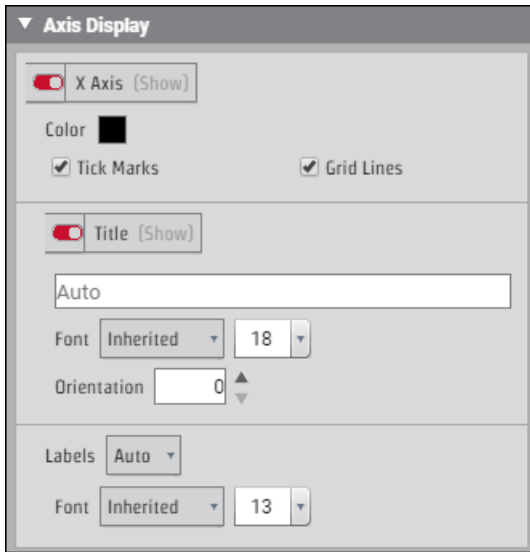 Axis Display
X Axis (Show)
Color
Tick Marks Grid Lines
Title (Show)
Auto
Font Inherited 18
Orientation 0
Labels Auto
Font Inherited 13